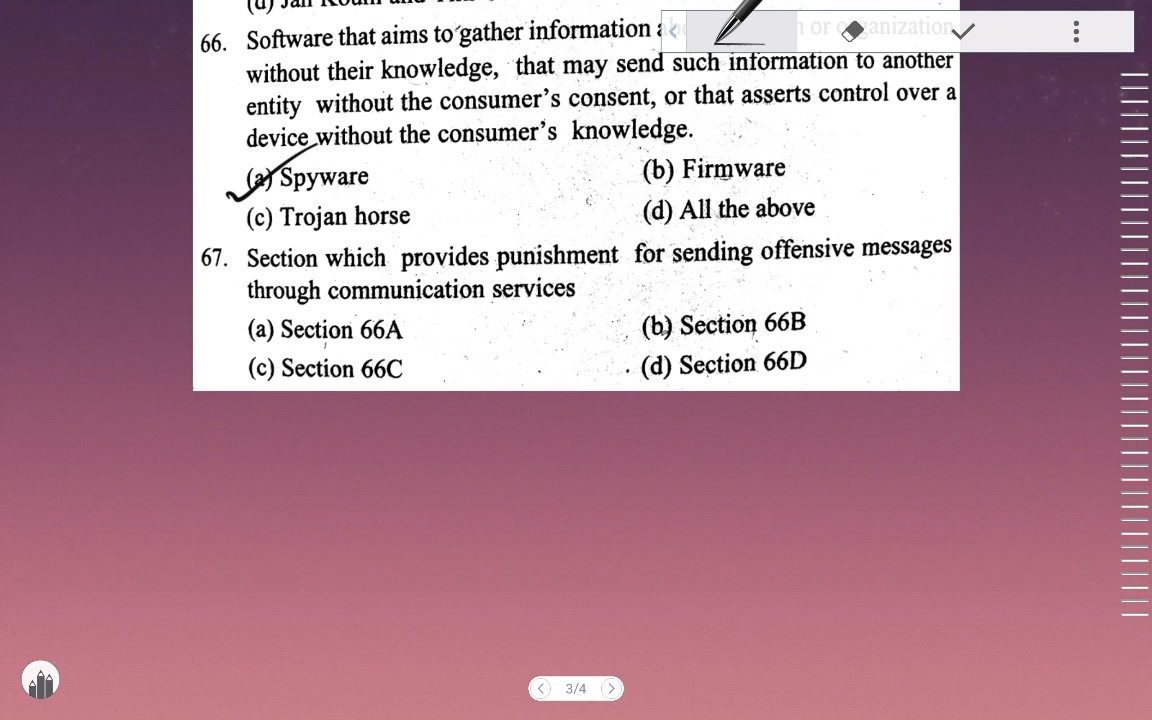 66. Software that aims to gather information a h or organization
without their knowledge, that may send such information to another
entity without the consumer's consent, or that asserts control over a
device without the consumer's knowledge.
(a) Spyware (b) Firmware
(c) Trojan horse (d) All the above
67. Section which provides punishment for sending offensive messages
through communication services
(a) Section 66A (b) Section 66B
(c) Section 66C (d) Section 66D
3/4